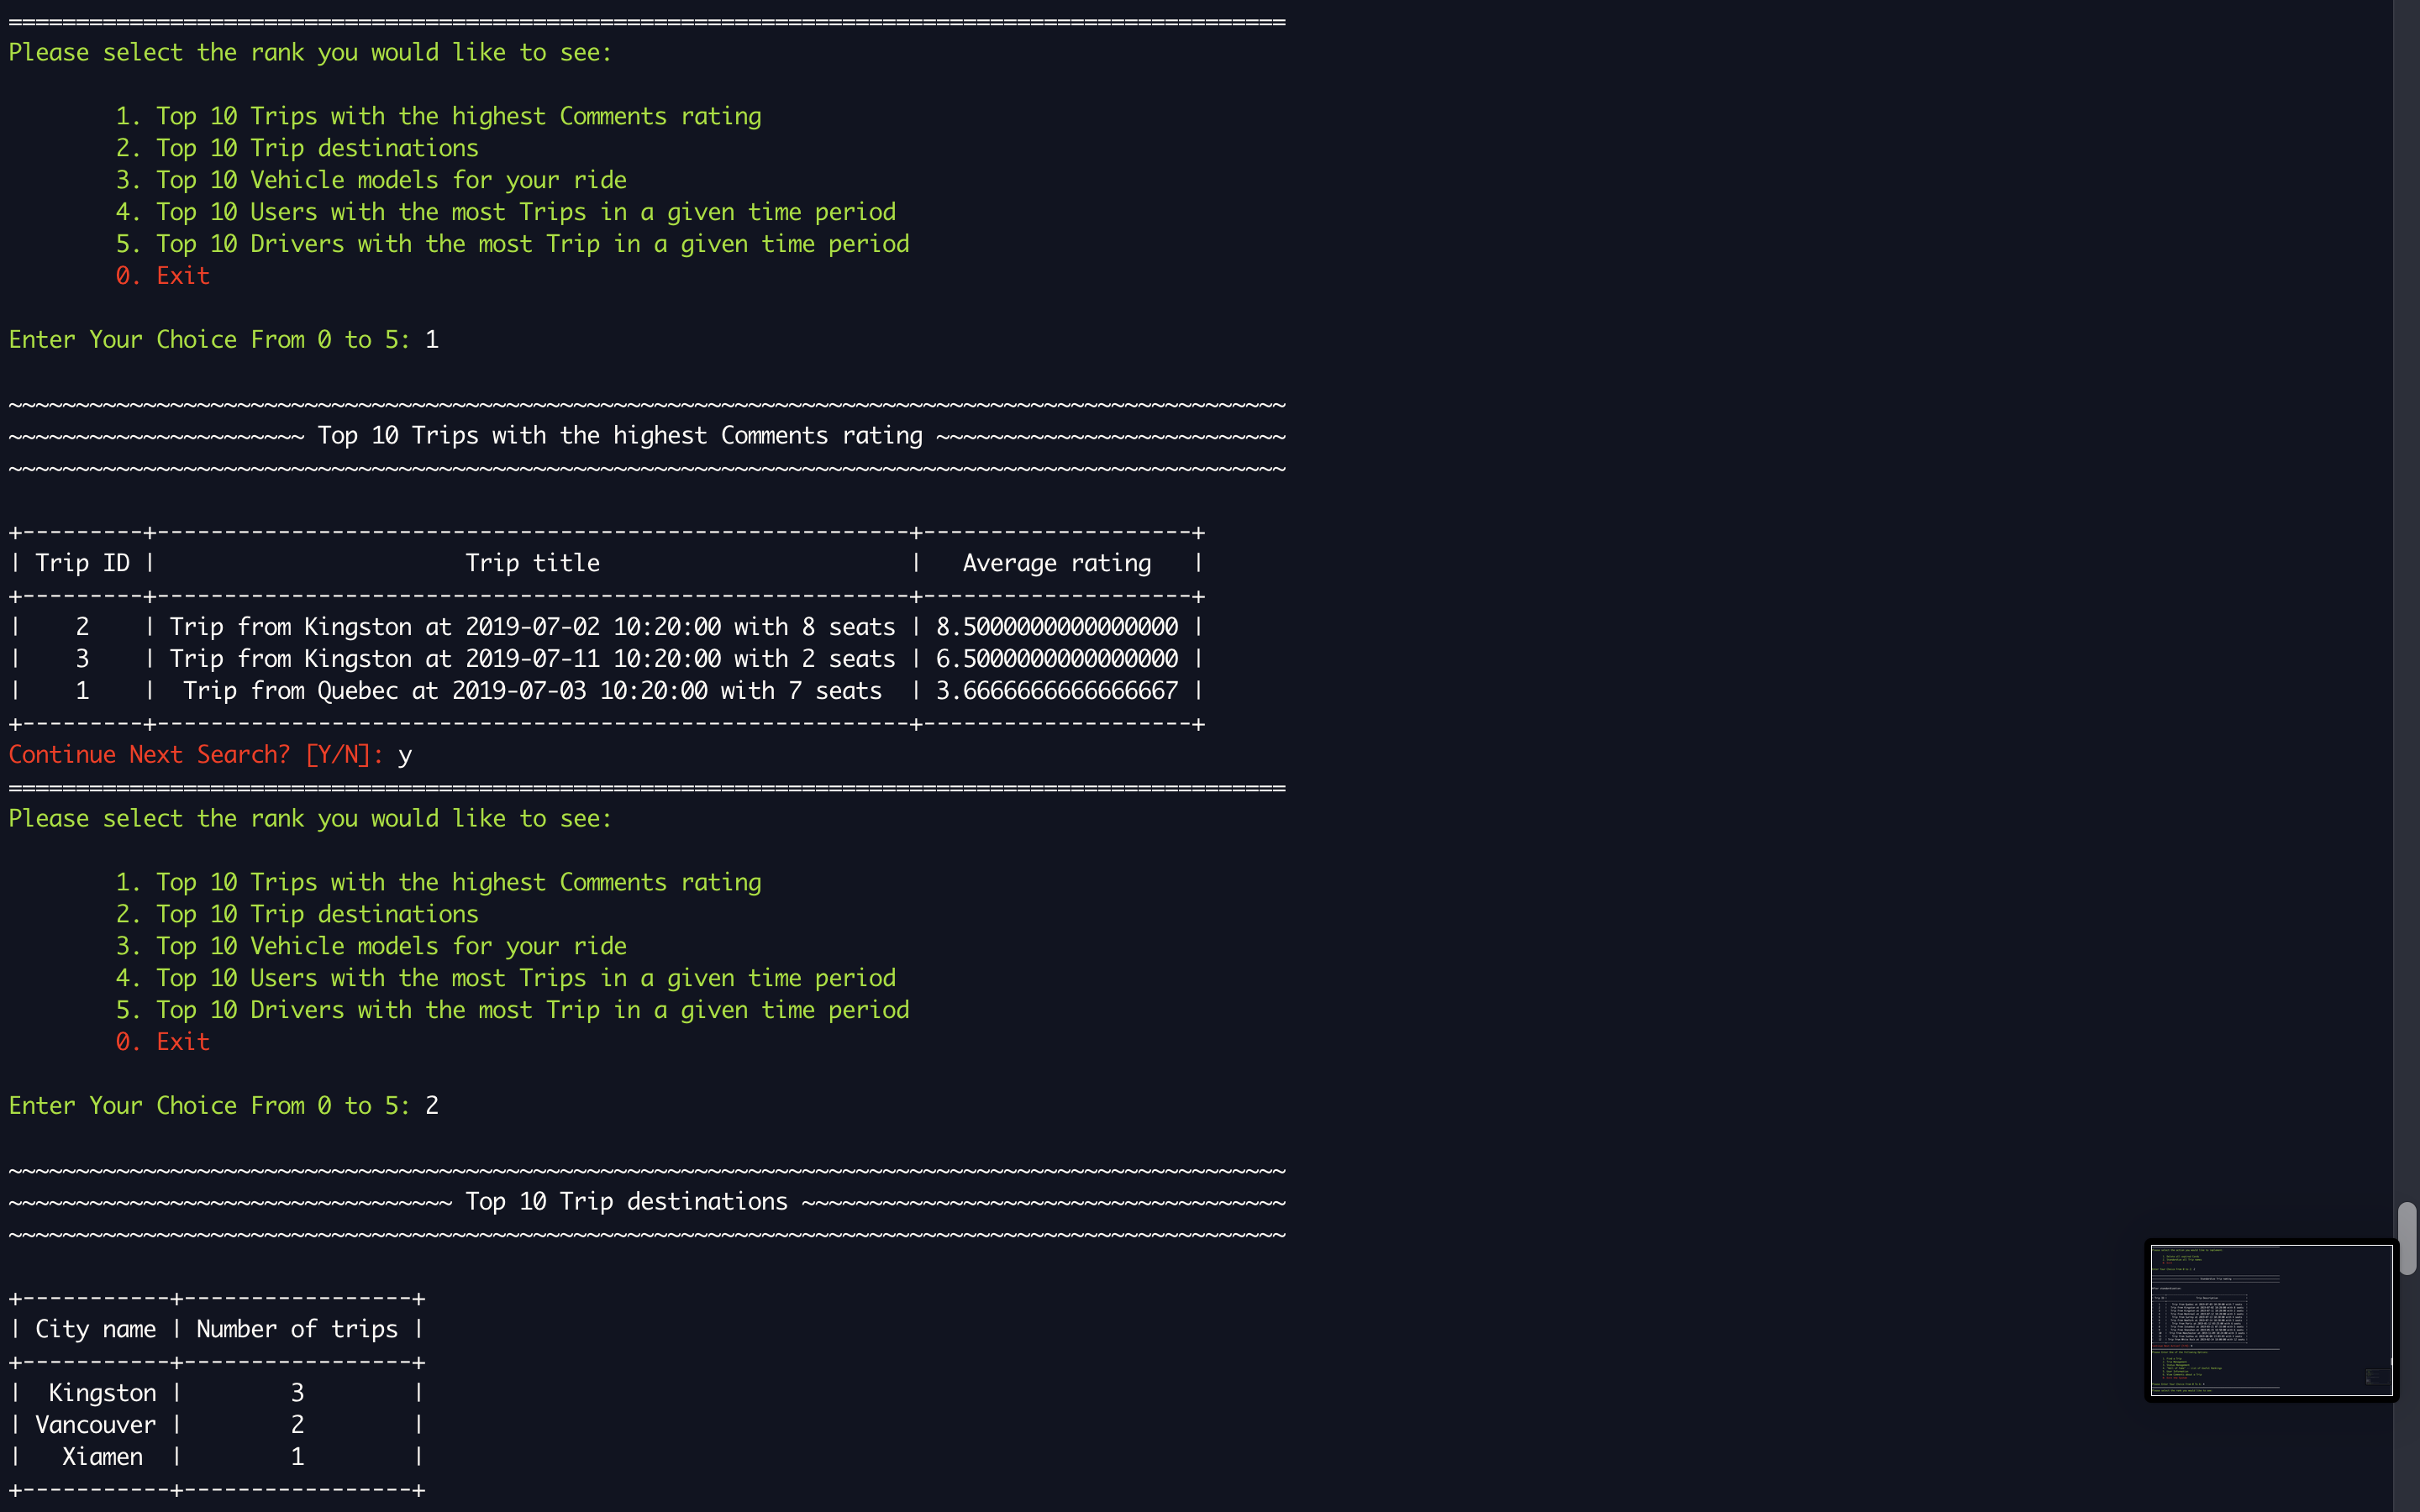 ===============================================================================================
Please select the rank you would like to see:
1. Top 10 Trips with the highest Comments rating
2. Top 10 Trip destinations
3. Top 10 Vehicle models for your ride
4. Top 10 Users with the most Trips in a given time period
5. Top 10 Drivers with the most Trip in a given time period
0. Exit
Enter Your Choice From 0 to 5: 1
~~~~~~~~~~~~~~~~~~~~~~~~~~~~~~~~~~~~~~~~~~~~~~~~~~~~~~~~~~~~~~~~~~~~~~~~~~~~~~~~~~~~~~~~~~~~~~~
~~~~~~~~~~~~~~~~~~~~~~ Top 10 Trips with the highest Comments rating ~~~~~~~~~~~~~~~~~~~~~~~~~~
~~~~~~~~~~~~~~~~~~~~~~~~~~~~~~~~~~~~~~~~~~~~~~~~~~~~~~~~~~~~~~~~~~~~~~~~~~~~~~~~~~~~~~~~~~~~~~~
+---------+--------------------------------------------------------+--------------------+
| Trip ID |                       Trip title                       |   Average rating   |
+---------+--------------------------------------------------------+--------------------+
|    2    | Trip from Kingston at 2019-07-02 10:20:00 with 8 seats | 8.5000000000000000 |
|    3    | Trip from Kingston at 2019-07-11 10:20:00 with 2 seats | 6.5000000000000000 |
|    1    |  Trip from Quebec at 2019-07-03 10:20:00 with 7 seats  | 3.6666666666666667 |
+---------+--------------------------------------------------------+--------------------+
Continue Next Search? [Y/N]: y
===============================================================================================
Please select the rank you would like to see:
1. Top 10 Trips with the highest Comments rating
2. Top 10 Trip destinations
3. Top 10 Vehicle models for your ride
4. Top 10 Users with the most Trips in a given time period
5. Top 10 Drivers with the most Trip in a given time period
0. Exit
Enter Your Choice From 0 to 5: 2
~~~~~~~~~~~~~~~~~~~~~~~~~~~~~~~~~~~~~~~~~~~~~~~~~~~~~~~~~~~~~~~~~~~~~~~~~~~~~~~~~~~~~~~~~~~~~~~
~~~~~~~~~~~~~~~~~~~~~~~~~~~~~~~~~ Top 10 Trip destinations ~~~~~~~~~~~~~~~~~~~~~~~~~~~~~~~~~~~~
~~~~~~~~~~~~~~~~~~~~~~~~~~~~~~~~~~~~~~~~~~~~~~~~~~~~~~~~~~~~~~~~~~~~~~~~~~~~~~~~~~~~~~~~~~~~~~~
+-----------+-----------------+
| City name | Number of trips |
+-----------+-----------------+
|  Kingston |        3        |
| Vancouver |        2        |
|   Xiamen  |        1        |
+-----------+-----------------+